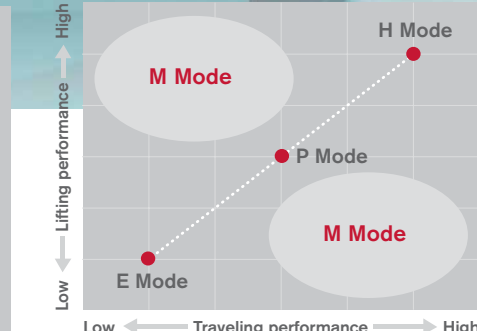 High
Lifting performance
Low
H Mode
M Mode
P Mode
M Mode
E Mode
Low
Traveling performance
High